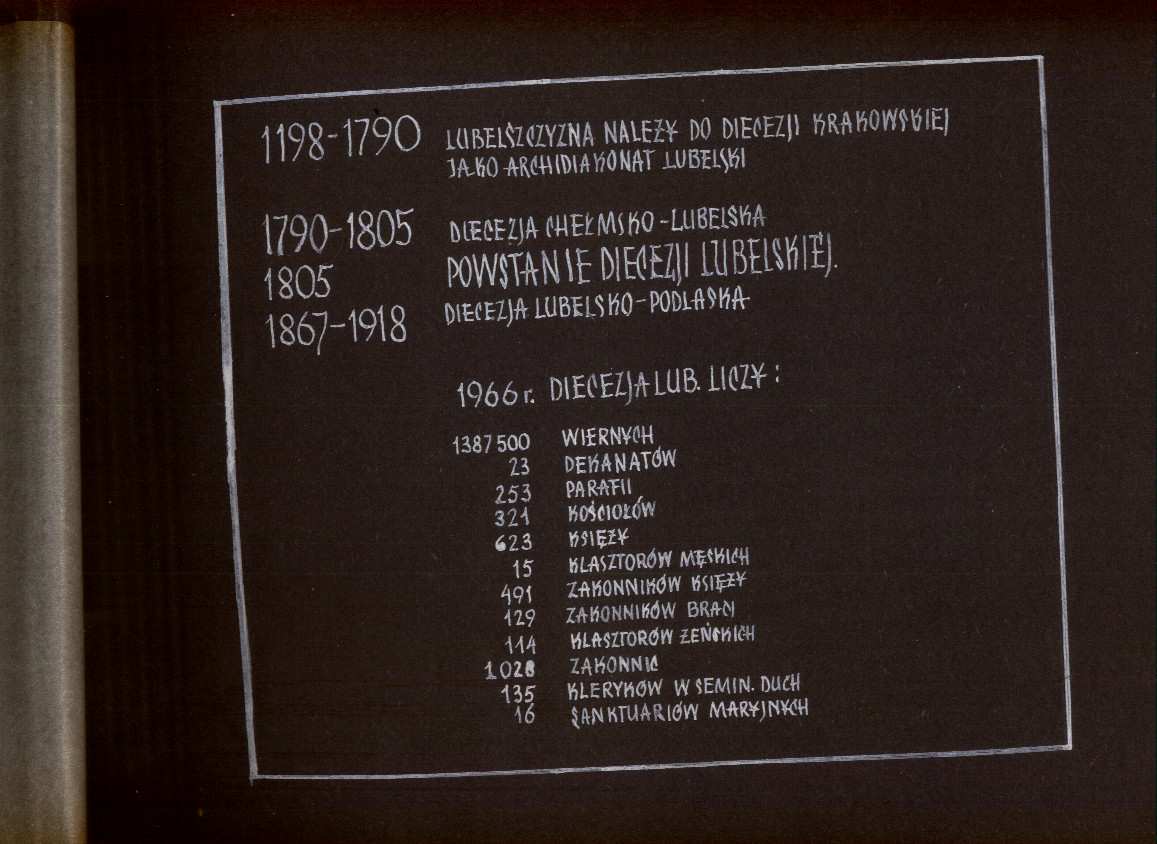 1198-1790 LUBELSZCZYZNA NALEŻY DO DIECEZJI KRAKOWSKIEJ
JAKO ARCHIDIAKONAT LUBELSKI
1790-1805 DIECEZJA CHEŁMSKO-LUBELSKA
1805 POWSTANIE DIECEZJI LUBELSKIEJ.
1867-1918 DIECEZJA LUBELSKO-PODLASKA
1966 r. DIECEZJA LUB. LICZY:
1387500 WIERNYCH
23 DEKANATÓW
253 PARAFII
321 KOŚCIOŁÓW
623 KSIĘŻY
15 KLASZTORÓW MĘSKICH
491 ZAKONNIKÓW KSIĘŻY
129 ZAKONNIKÓW BRACI
114 KLASZTORÓW ŻEŃSKICH
1028 ZAKONNIC
135 KLERYKÓW W SEMIN. DUCH
16 SANKTUARIÓW MARYJNYCH